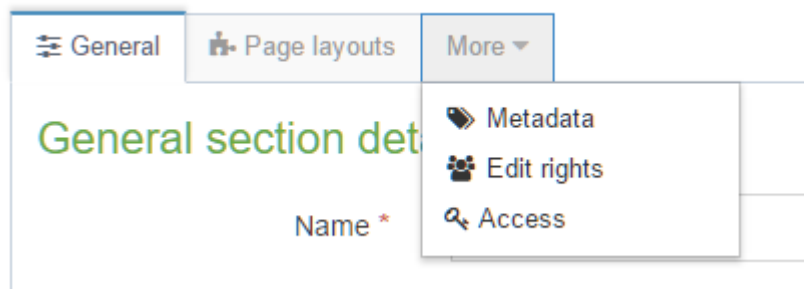 General Page layouts More
Metadata
General section det
Edit rights
Name * Access